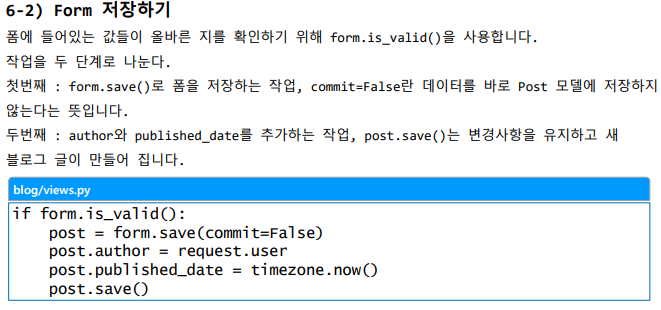 6-2) Form 저장하기
폼에 들어있는 값들이 올바른 지를 확인하기 위해 form.is_valid()을 사용합니다.
작업을 두 단계로 나눈다.
첫번째 : form.save()로 폼을 저장하는 작업, commit=False란 데이터를 바로 Post 모델에 저장하지
않는다는 뜻입니다.
두번째 : author와 published_date를 추가하는 작업, post.save()는 변경사항을 유지하고 새
블로그 글이 만들어 집니다.
blog/views.py
if form.is_valid():
    post = form.save(commit=False)
    post.author = request.user
    post.published_date = timezone.now()
    post.save()